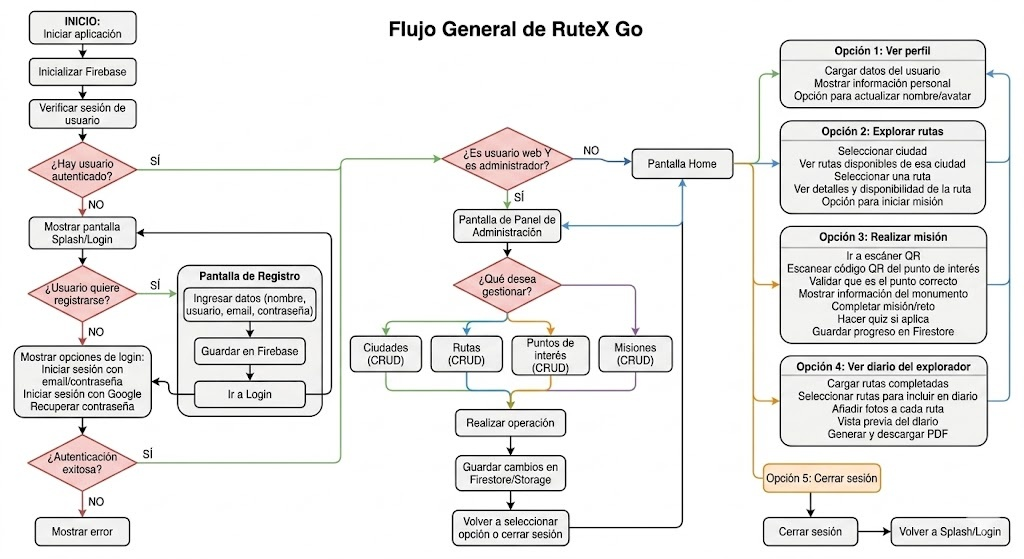 Flujo General de RuteX Go
INICIO:
Iniciar aplicación
Inicializar Firebase
Verificar sesión de
usuario
¿Hay usuario
autenticado?
SÍ
NO
Mostrar pantalla
Splash/Login
¿Usuario quiere
registrarse?
SÍ
NO
Pantalla de Registro
Ingresar datos (nombre,
usuario, email, contraseña)
Guardar en Firebase
Ir a Login
Mostrar opciones de login:
Iniciar sesión con
email/contraseña
Iniciar sesión con Google
Recuperar contraseña
¿Autenticación
exitosa?
SÍ
NO
Mostrar error
¿Es usuario web Y
es administrador?
NO
SÍ
Pantalla de Panel de
Administración
¿Qué desea
gestionar?
Ciudades
(CRUD)
Rutas
(CRUD)
Puntos de
interés
(CRUD)
Misiones
(CRUD)
Realizar operación
Guardar cambios en
Firestore/Storage
Volver a seleccionar
opción o cerrar sesión
Pantalla Home
Opción 1: Ver perfil
Cargar datos del usuario
Mostrar información personal
Opción para actualizar nombre/avatar
Opción 2: Explorar rutas
Seleccionar ciudad
Ver rutas disponibles de esa ciudad
Seleccionar una ruta
Ver detalles y disponibilidad de la ruta
Opción para iniciar misión
Opción 3: Realizar misión
Ir a escáner QR
Escanear código QR del punto de interés
Validar que es el punto correcto
Mostrar información del monumento
Completar misión/reto
Hacer quiz si aplica
Guardar progreso en Firestore
Opción 4: Ver diario del explorador
Cargar rutas completadas
Seleccionar rutas para incluir en diario
Añadir fotos a cada ruta
Vista previa del diario
Generar y descargar PDF
Opción 5: Cerrar sesión
Cerrar sesión
Volver a Splash/Login